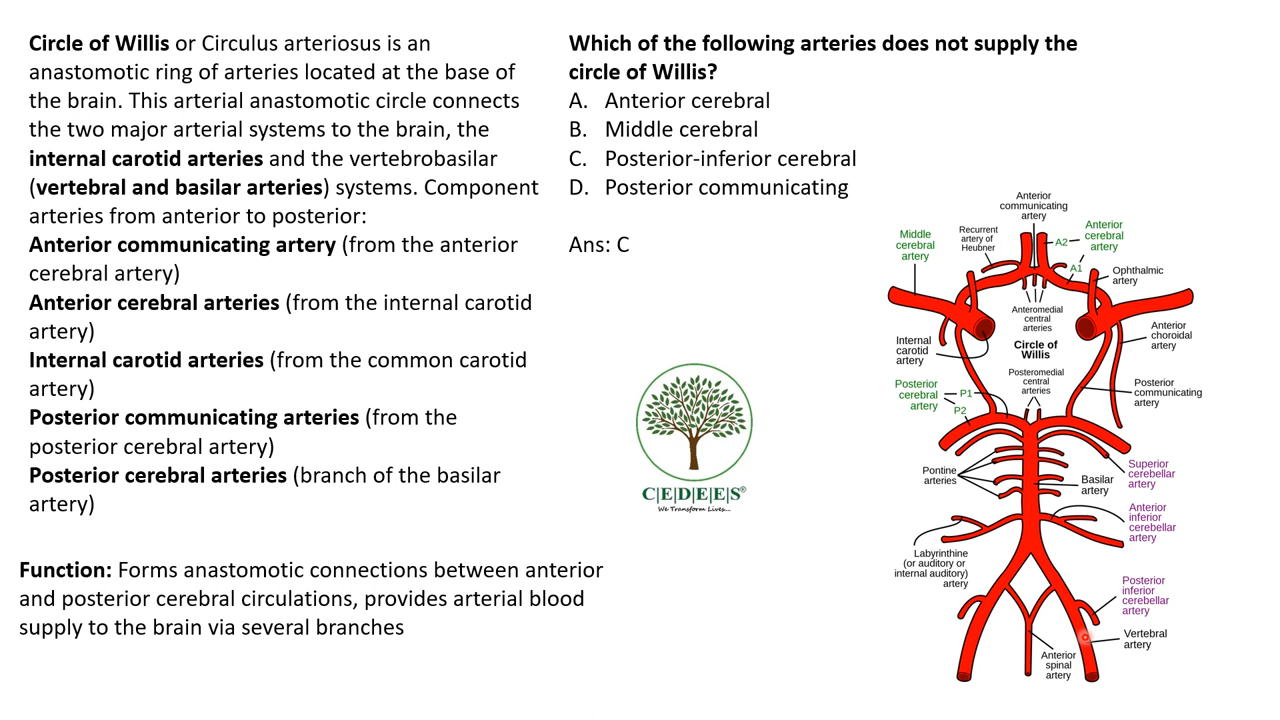 Circle of Willis or Circulus arteriosus is an
anastomotic ring of arteries located at the base of
the brain. This arterial anastomotic circle connects
the two major arterial systems to the brain, the
internal carotid arteries and the vertebrobasilar
(vertebral and basilar arteries) systems. Component
arteries from anterior to posterior:
Anterior communicating artery (from the anterior
cerebral artery)
Anterior cerebral arteries (from the internal carotid
artery)
Internal carotid arteries (from the common carotid
artery)
Posterior communicating arteries (from the
posterior cerebral artery)
Posterior cerebral arteries (branch of the basilar
artery)
Function: Forms anastomotic connections between anterior
and posterior cerebral circulations, provides arterial blood
supply to the brain via several branches
Which of the following arteries does not supply the
circle of Willis?
A. Anterior cerebral
B. Middle cerebral
C. Posterior-inferior cerebral
D. Posterior communicating
Ans: C
C|E|D|E|E|S®
We Transform Lives...
Anterior
communicating
artery
Middle
cerebral
artery
Recurrent
artery of
Heubner
A2
Anterior
cerebral
artery
A1
Ophthalmic
artery
Anteromedial
central
arteries
Internal
carotid
artery
Circle of
Willis
Anterior
choroidal
artery
Posteromedial
central
arteries
Posterior
cerebral
artery
P1
P2
Posterior
communicating
artery
Pontine
arteries
Basilar
artery
Superior
cerebellar
artery
Anterior
inferior
cerebellar
artery
Labyrinthine
(or auditory or
internal auditory)
artery
Posterior
inferior
cerebellar
artery
Vertebral
artery
Anterior
spinal
artery